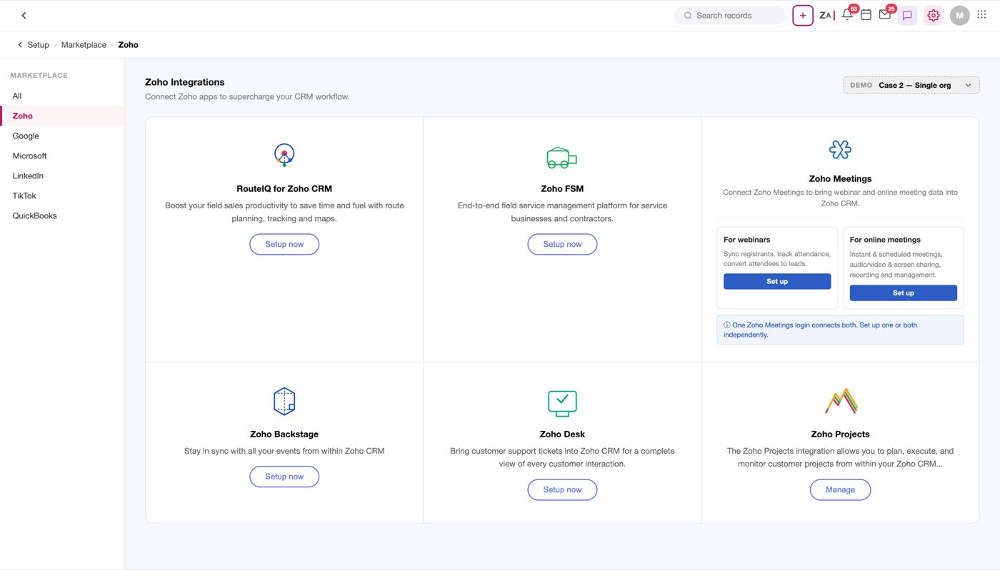 Search records
+
ZA
83
25
M
Setup › Marketplace › Zoho
MARKETPLACE
All
Zoho
Google
Microsoft
LinkedIn
TikTok
QuickBooks
Zoho Integrations
Connect Zoho apps to supercharge your CRM workflow.
DEMO Case 2 — Single org
RouteIQ for Zoho CRM
Boost your field sales productivity to save time and fuel with route
planning, tracking and maps.
Setup now
Zoho FSM
End-to-end field service management platform for service
businesses and contractors.
Setup now
Zoho Meetings
Connect Zoho Meetings to bring webinar and online meeting data into
Zoho CRM.
For webinars
Sync registrants, track attendance,
convert attendees to leads.
Set up
For online meetings
Instant & scheduled meetings,
audio/video & screen sharing,
recording and management.
Set up
ⓘ One Zoho Meetings login connects both. Set up one or both
independently.
Zoho Backstage
Stay in sync with all your events from within Zoho CRM
Setup now
Zoho Desk
Bring customer support tickets into Zoho CRM for a complete
view of every customer interaction.
Setup now
Zoho Projects
The Zoho Projects integration allows you to plan, execute, and
monitor customer projects from within your Zoho CRM...
Manage